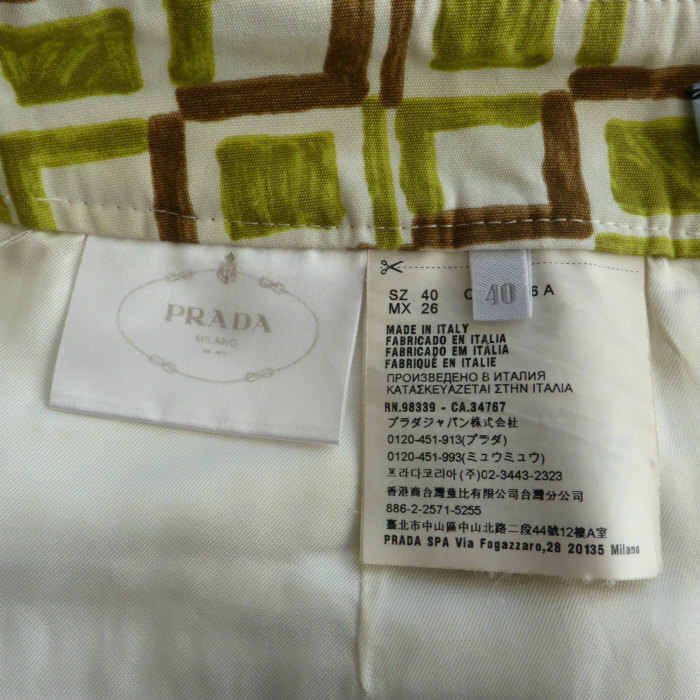 PRADA
MILANO
SZ 40
MX 26
40
6 A
MADE IN ITALY
FABRICADO EN ITALIA
FABRICADO EM ITÁLIA
FABRIQUÉ EN ITALIE
ПРОИЗВЕДЕНО В ИТАЛИЯ
ΚΑΤΑΣΚΕΥΑΖΕΤΑΙ ΣΤΗΝ ΙΤΑΛΙΑ
RN.98339 - CA.34767
プラダジャパン株式会社
0120-451-913(プラダ)
0120-451-993(ミュウミュウ)
프라다코리아 (주)02-3443-2323
香港商台灣童比有限公司台灣分公司
886-2-2571-5255
臺北市中山區中山北路二段44號12樓A室
PRADA SPA Via Fogazzaro,28 20135 Milano